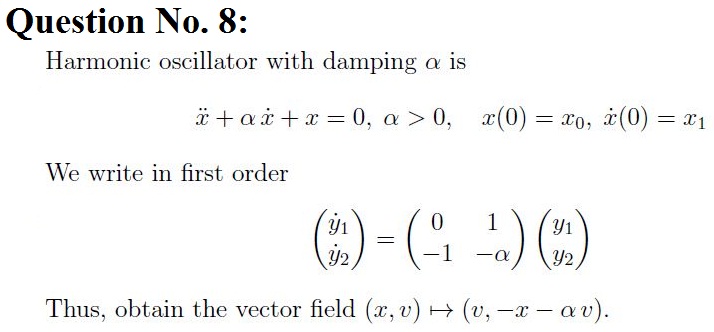 Question No. 8:
Harmonic oscillator with damping α is
ẍ + α ẋ + x = 0, α > 0, x(0) = x₀, ẋ(0) = x₁
We write in first order
(ẏ₁ ẏ₂) = (0 1 −1 −α) (y₁ y₂)
Thus, obtain the vector field (x, v) ↦ (v, −x − α v).